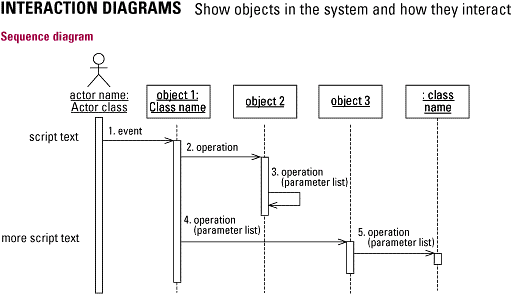 INTERACTION DIAGRAMS Show objects in the system and how they interact
Sequence diagram
actor name:
Actor class
object 1:
Class name
object 2
object 3
: class
name
script text
1. event
2. operation
3. operation
(parameter list)
4. operation
(parameter list)
more script text
5. operation
(parameter list)